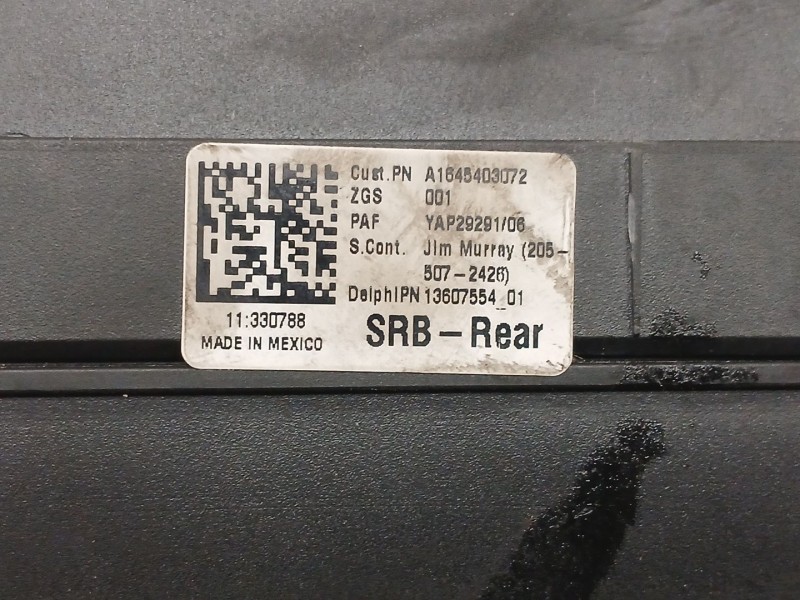 Cust.PN A1645403072
ZGS 001
PAF YAP29291/06
S.Cont. Jim Murray (205-
507-2426)
DelphiPN 13607554_01
11:330788
MADE IN MEXICO
SRB-Rear